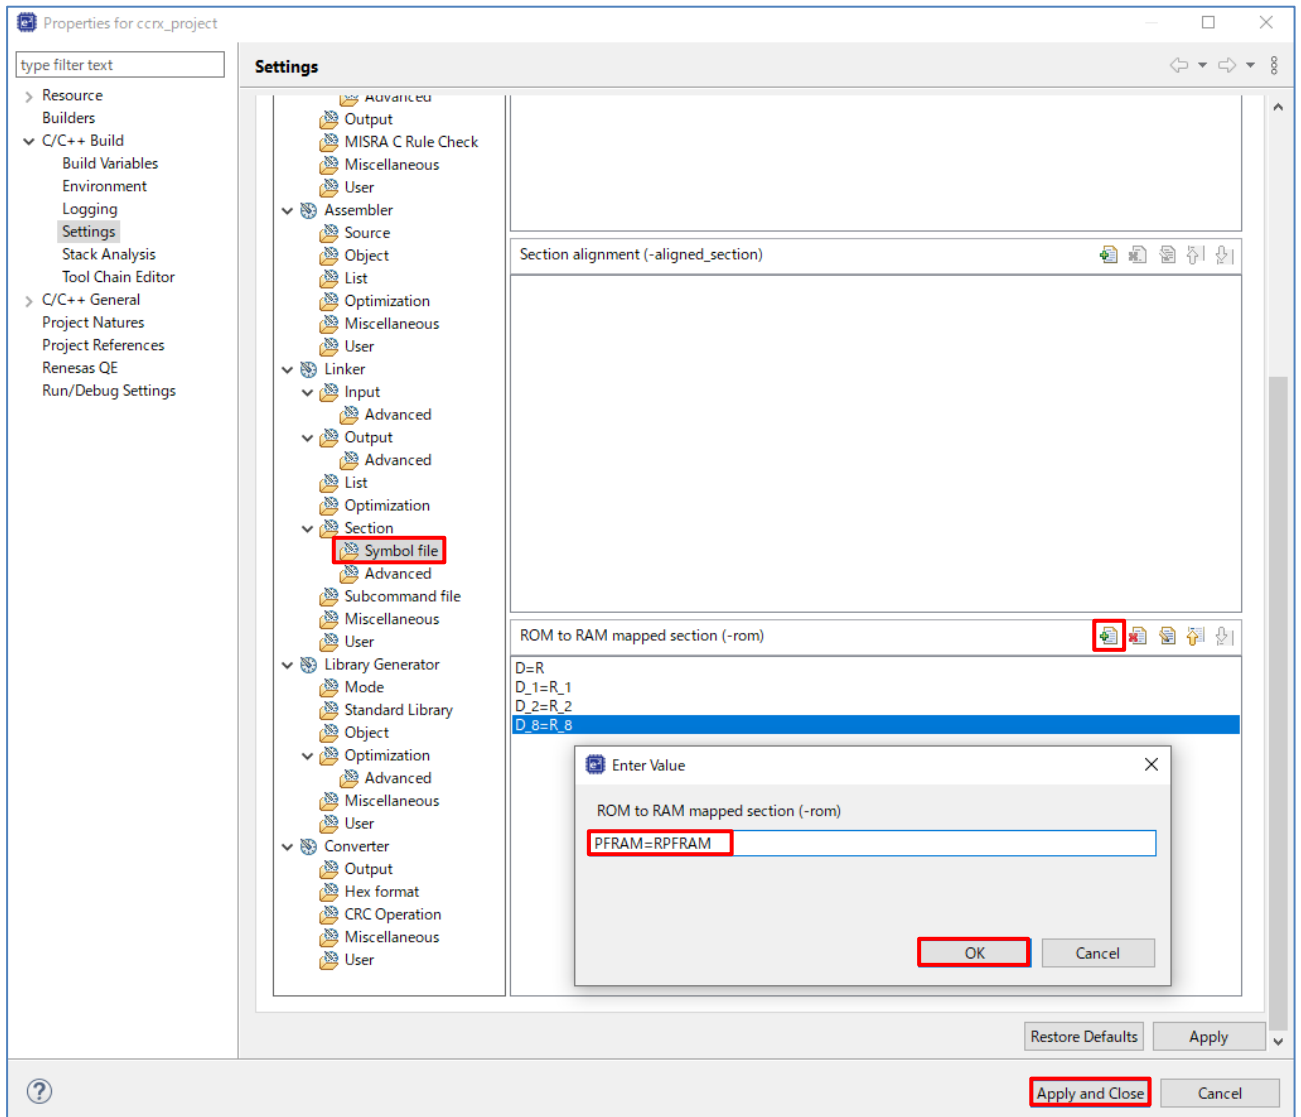 Properties for ccrx_project
type filter text
Resource
Builders
C/C++ Build
Build Variables
Environment
Logging
Settings
Stack Analysis
Tool Chain Editor
C/C++ General
Project Natures
Project References
Renesas QE
Run/Debug Settings
Settings
Advanced
Output
MISRA C Rule Check
Miscellaneous
User
Assembler
Source
Object
List
Optimization
Miscellaneous
User
Linker
Input
Advanced
Output
Advanced
List
Optimization
Section
Symbol file
Advanced
Subcommand file
Miscellaneous
User
Library Generator
Mode
Standard Library
Object
Optimization
Advanced
Miscellaneous
User
Converter
Output
Hex format
CRC Operation
Miscellaneous
User
Section alignment (-aligned_section)
ROM to RAM mapped section (-rom)
D=R
D_1=R_1
D_2=R_2
D_8=R_8
Enter Value
ROM to RAM mapped section (-rom)
PFRAM=RPFRAM
OK
Cancel
Restore Defaults
Apply
Apply and Close
Cancel